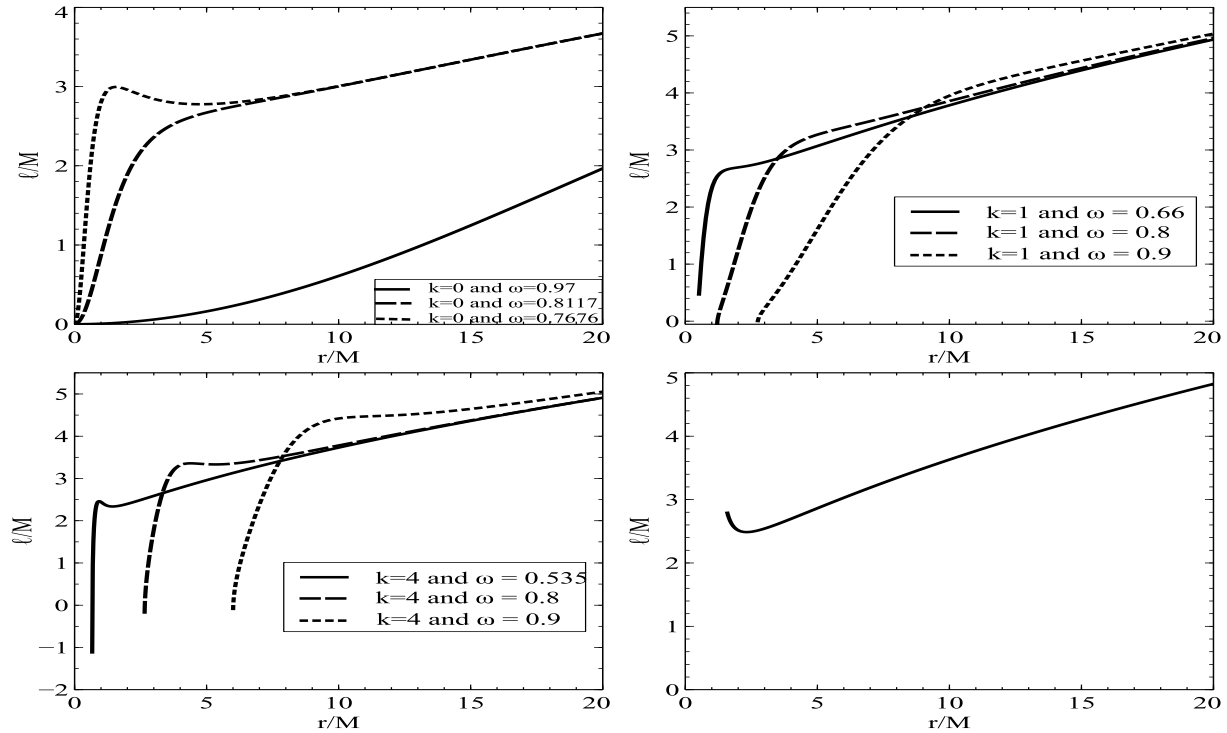 4
3
2
1
0
ℓ/M
0 5 10 15 20
r/M
k=0 and ω=0.97
k=0 and ω=0.8117
k=0 and ω=0.7676
5
4
3
2
1
0
ℓ/M
0 5 10 15 20
r/M
k=1 and ω = 0.66
k=1 and ω = 0.8
k=1 and ω = 0.9
5
4
3
2
1
0
−1
−2
ℓ/M
0 5 10 15 20
r/M
k=4 and ω = 0.535
k=4 and ω = 0.8
k=4 and ω = 0.9
5
4
3
2
1
0
ℓ/M
0 5 10 15 20
r/M